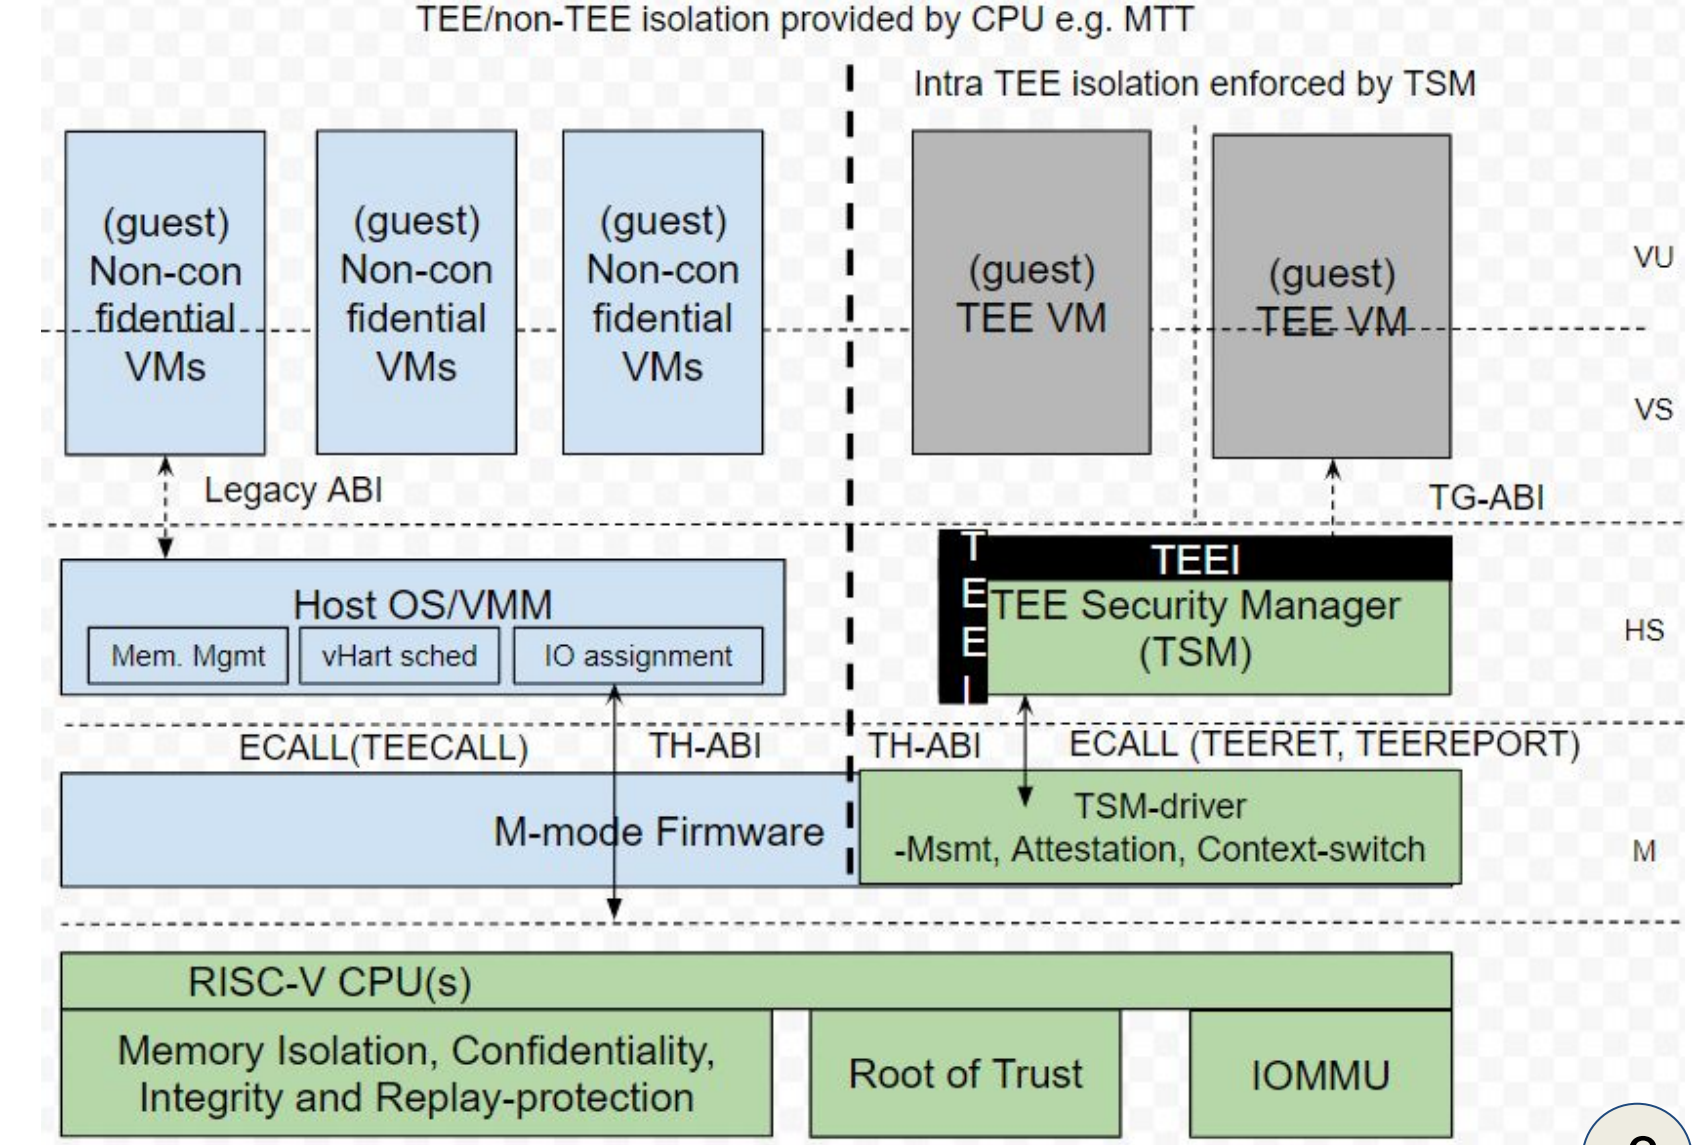 TEE/non-TEE isolation provided by CPU e.g. MTT
Intra TEE isolation enforced by TSM
(guest)
Non-con
fidential
VMs
(guest)
Non-con
fidential
VMs
(guest)
Non-con
fidential
VMs
(guest)
TEE VM
(guest)
TEE VM
VU
VS
Legacy ABI
TG-ABI
Host OS/VMM
Mem. Mgmt
vHart sched
IO assignment
T
E
E
I
TEEI
TEE Security Manager
(TSM)
HS
ECALL(TEECALL)
TH-ABI
TH-ABI
ECALL (TEERET, TEEREPORT)
M-mode Firmware
TSM-driver
-Msmt, Attestation, Context-switch
M
RISC-V CPU(s)
Memory Isolation, Confidentiality,
Integrity and Replay-protection
Root of Trust
IOMMU